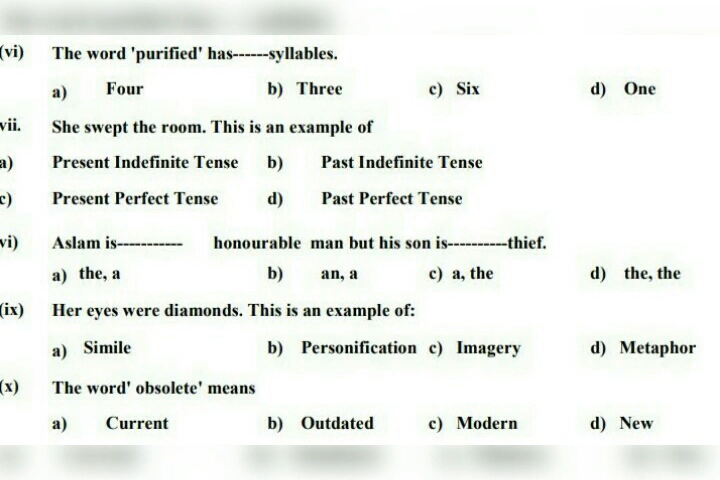 (vi) The word 'purified' has------syllables.
a) Four b) Three c) Six d) One
vii. She swept the room. This is an example of
a) Present Indefinite Tense b) Past Indefinite Tense
c) Present Perfect Tense d) Past Perfect Tense
vi) Aslam is----------- honourable man but his son is----------thief.
a) the, a b) an, a c) a, the d) the, the
(ix) Her eyes were diamonds. This is an example of:
a) Simile b) Personification c) Imagery d) Metaphor
(x) The word' obsolete' means
a) Current b) Outdated c) Modern d) New